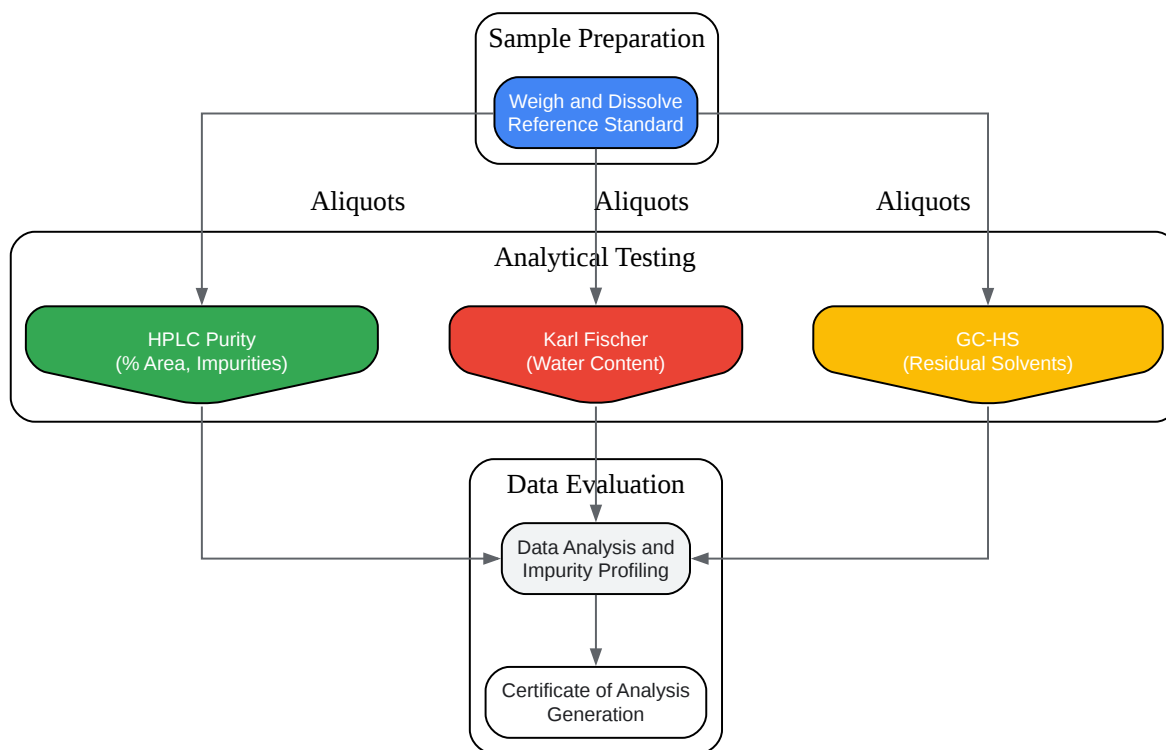 Sample Preparation
Weigh and Dissolve
Reference Standard
Aliquots
Aliquots
Aliquots
Analytical Testing
HPLC Purity
(% Area, Impurities)
Karl Fischer
(Water Content)
GC-HS
(Residual Solvents)
Data Evaluation
Data Analysis and
Impurity Profiling
Certificate of Analysis
Generation